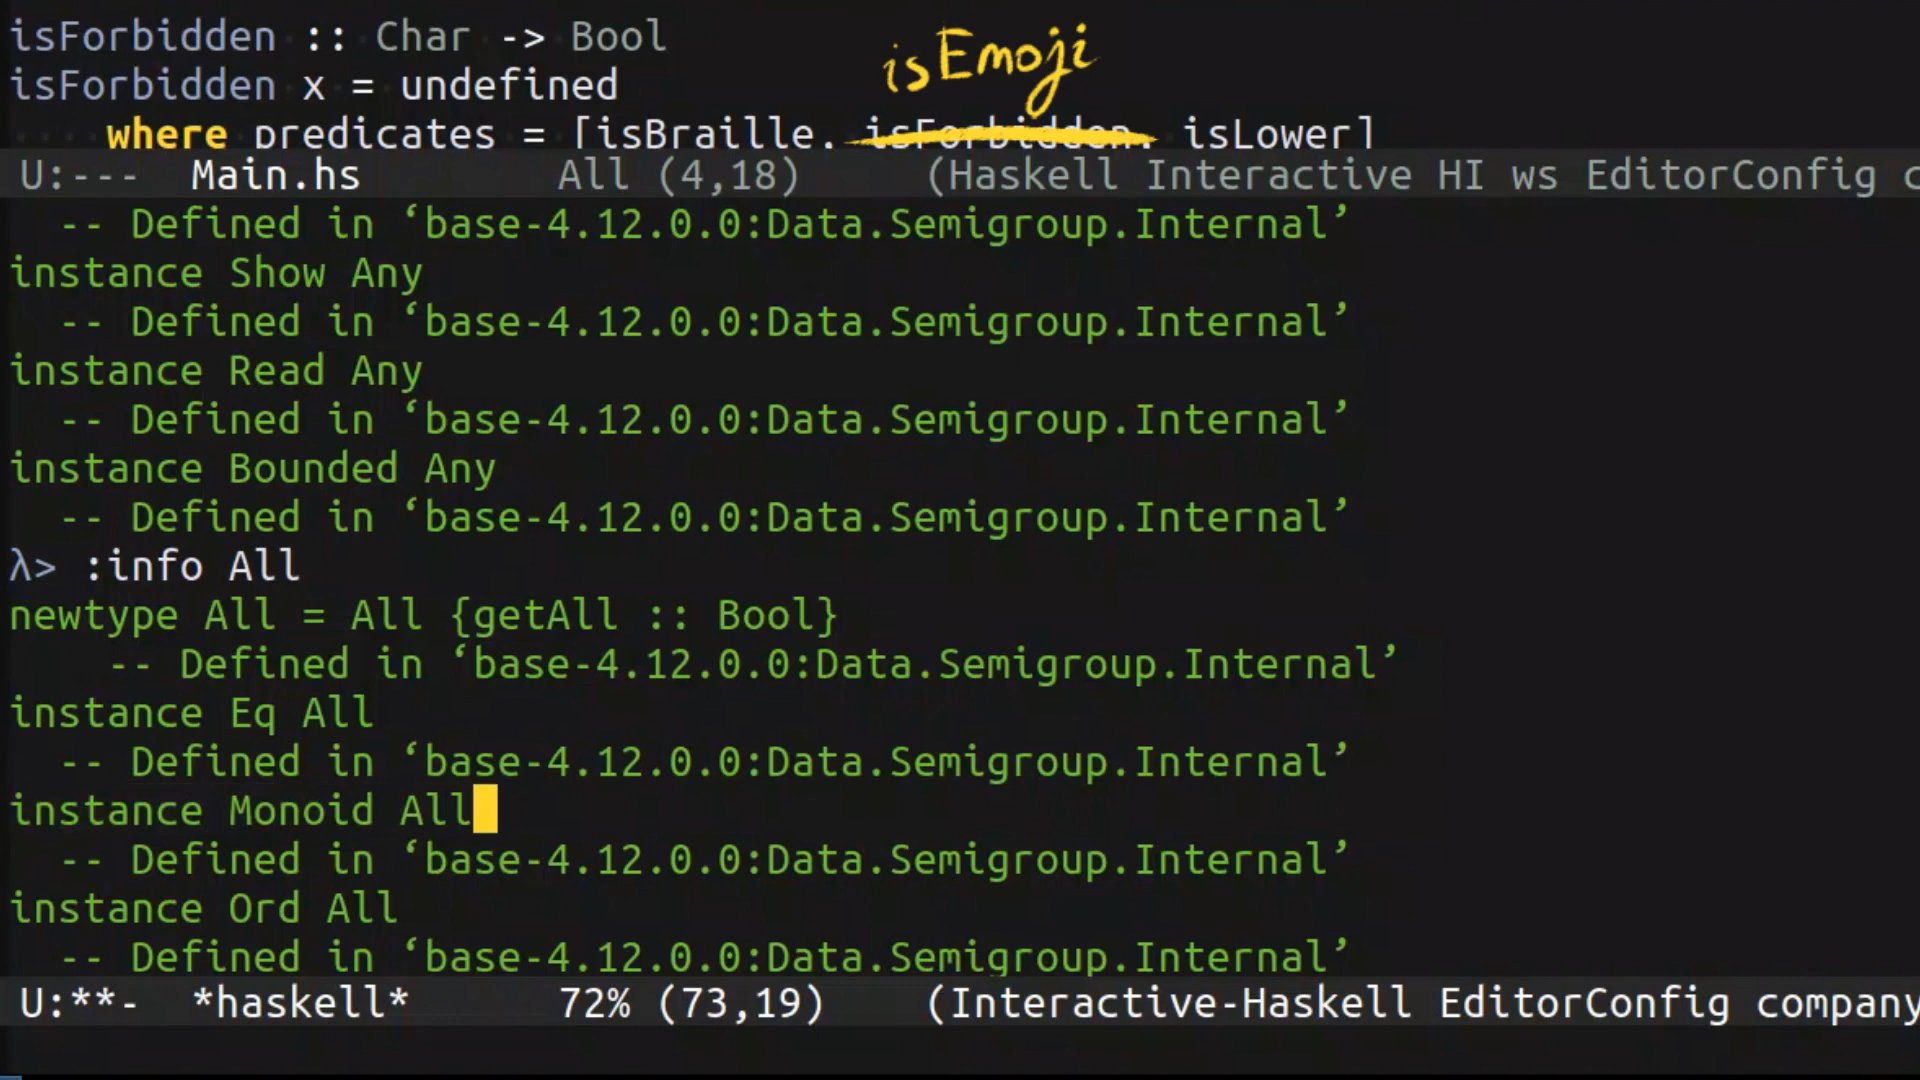 isForbidden :: Char -> Bool
isEmoji
isForbidden x = undefined
where predicates = [isBraille, isForbidden, isLower]
U:--- Main.hs All (4,18) (Haskell Interactive HI ws EditorConfig c
-- Defined in ‘base-4.12.0.0:Data.Semigroup.Internal’
instance Show Any
-- Defined in ‘base-4.12.0.0:Data.Semigroup.Internal’
instance Read Any
-- Defined in ‘base-4.12.0.0:Data.Semigroup.Internal’
instance Bounded Any
-- Defined in ‘base-4.12.0.0:Data.Semigroup.Internal’
λ> :info All
newtype All = All {getAll :: Bool}
-- Defined in ‘base-4.12.0.0:Data.Semigroup.Internal’
instance Eq All
-- Defined in ‘base-4.12.0.0:Data.Semigroup.Internal’
instance Monoid All
-- Defined in ‘base-4.12.0.0:Data.Semigroup.Internal’
instance Ord All
-- Defined in ‘base-4.12.0.0:Data.Semigroup.Internal’
U:**- *haskell* 72% (73,19) (Interactive-Haskell EditorConfig company